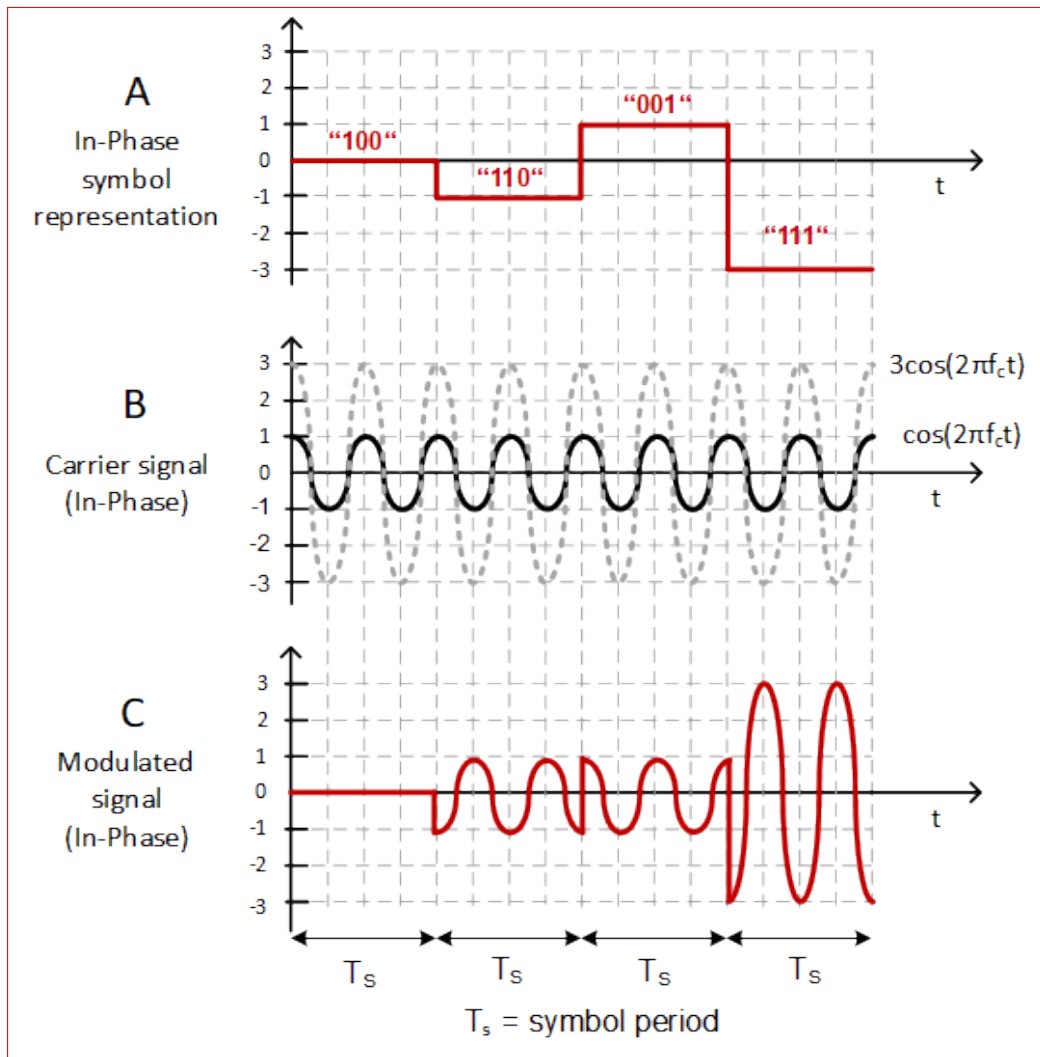 A
In-Phase
symbol
representation
3
2
1
0
-1
-2
-3
“100“
“110“
“001“
“111“
t
B
Carrier signal
(In-Phase)
3
2
1
0
-1
-2
-3
3cos(2πf꜀t)
cos(2πf꜀t)
t
C
Modulated
signal
(In-Phase)
3
2
1
0
-1
-2
-3
t
Tₛ Tₛ Tₛ Tₛ
Tₛ = symbol period